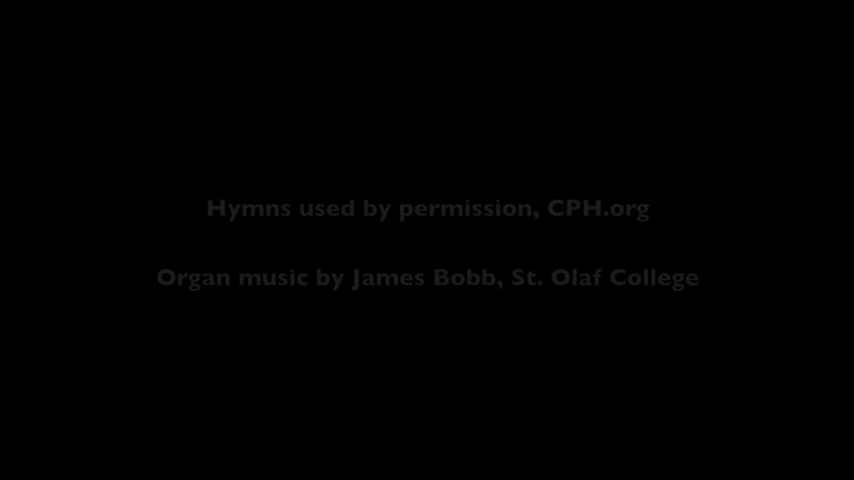 Hymns used by permission, CPH.org
Organ music by James Bobb, St. Olaf College